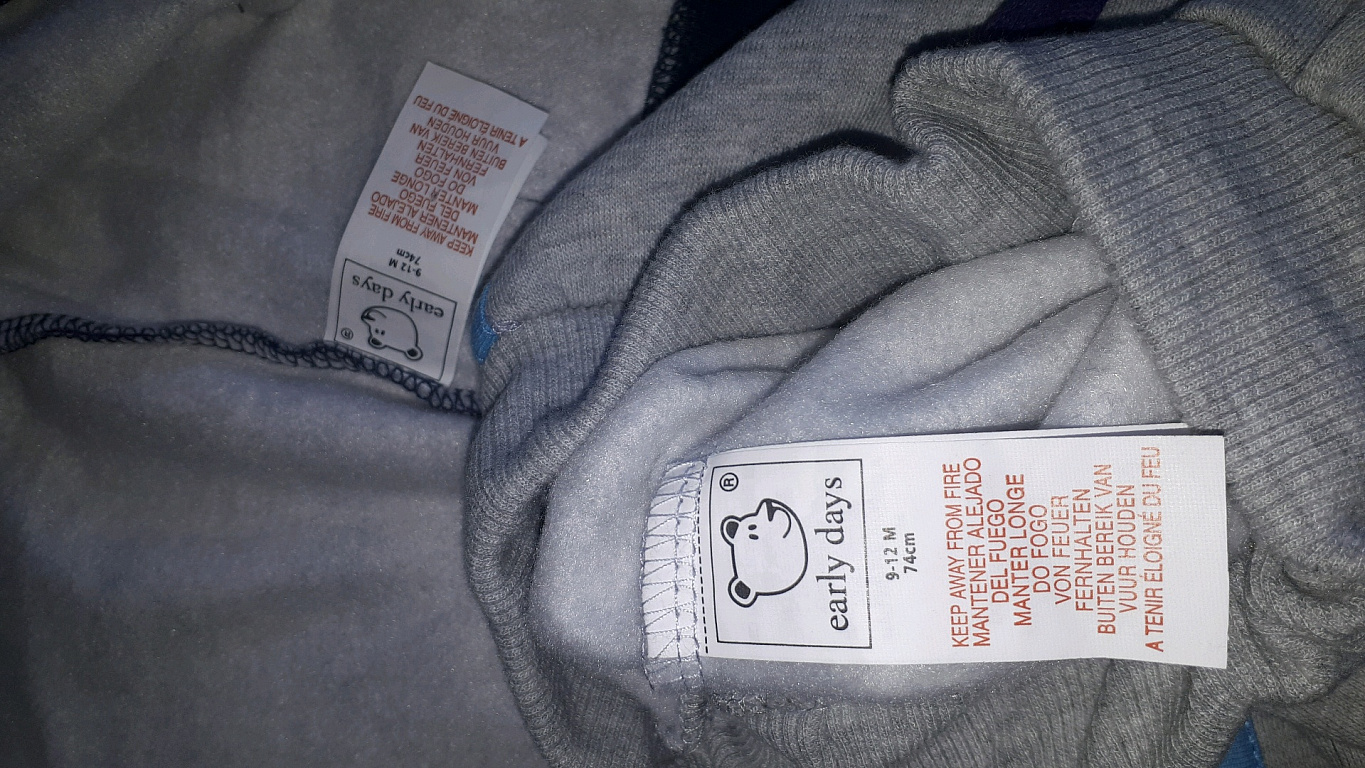 ®
early days
9-12 M
74cm
KEEP AWAY FROM FIRE
MANTENER ALEJADO
DEL FUEGO
MANTER LONGE
DO FOGO
VON FEUER
FERNHALTEN
BUITEN BEREIK VAN
VUUR HOUDEN
A TENIR ÉLOIGNÉ DU FEU
®
early days
9-12 M
74cm
KEEP AWAY FROM FIRE
MANTENER ALEJADO
DEL FUEGO
MANTER LONGE
DO FOGO
VON FEUER
FERNHALTEN
BUITEN BEREIK VAN
VUUR HOUDEN
A TENIR ÉLOIGNÉ DU FEU